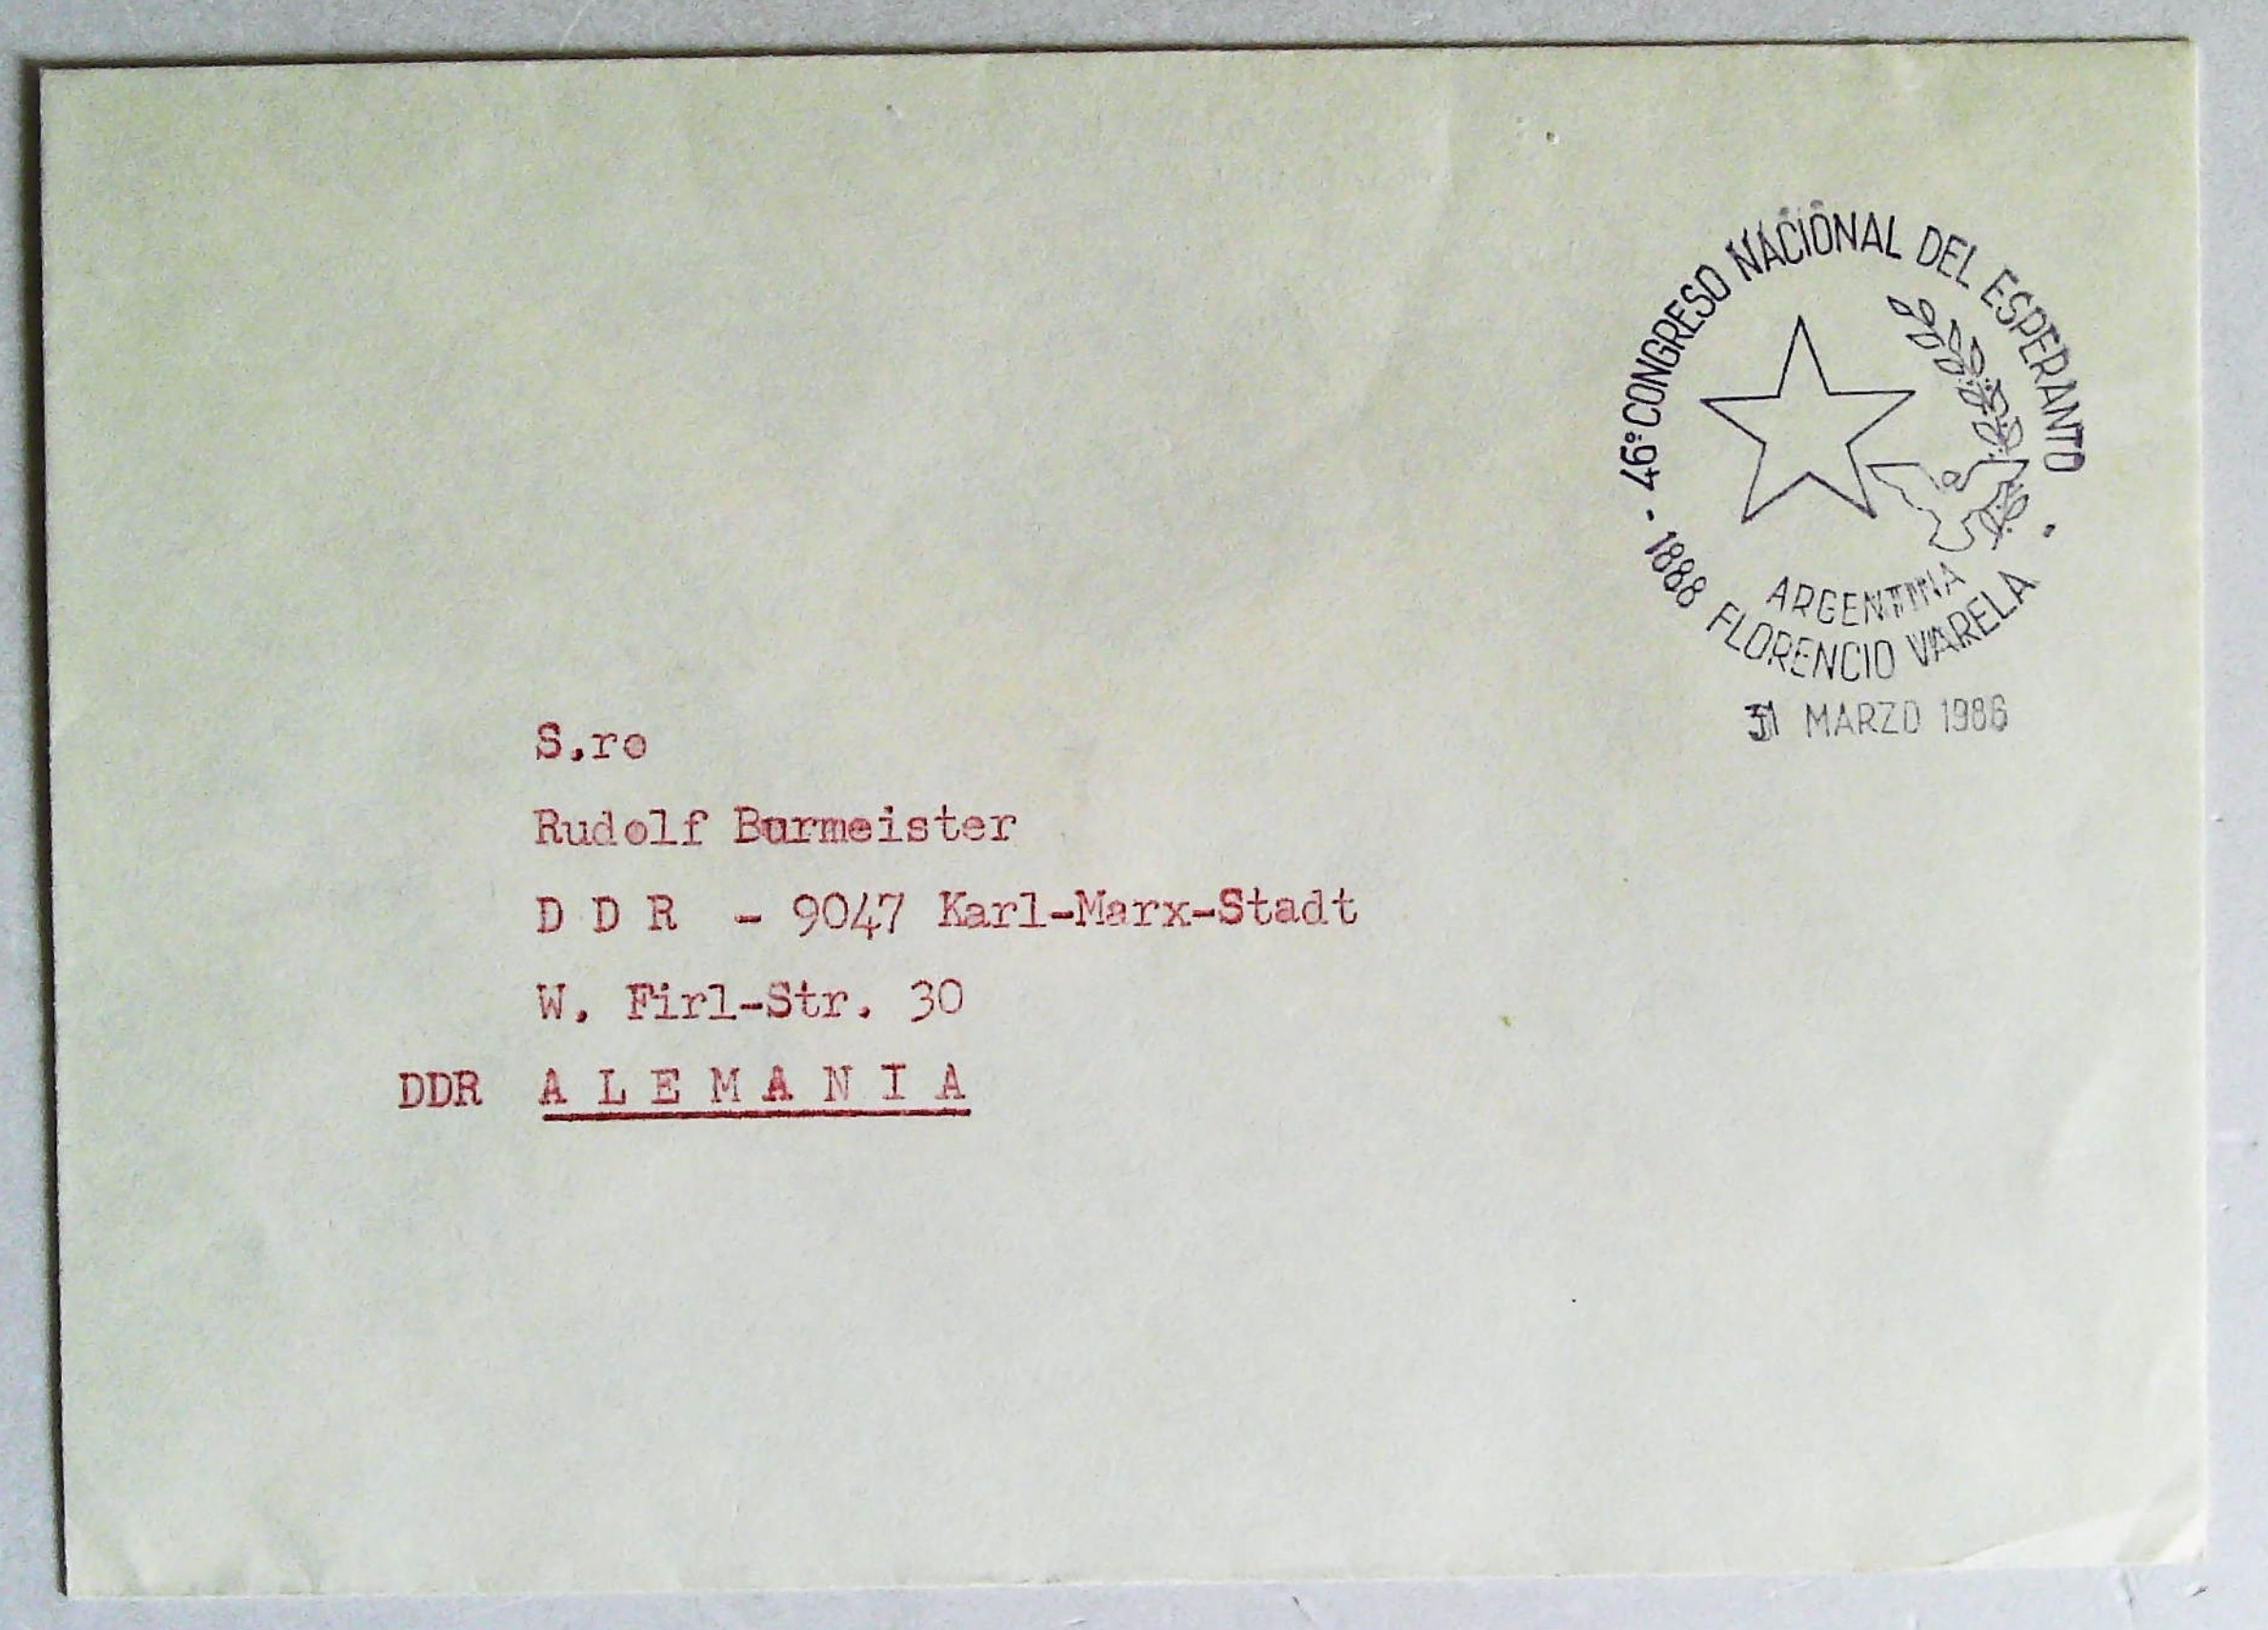 46º CONGRESO NACIONAL DEL ESPERANTO
ARGENTINA
- 1888 FLORENCIO VARELA -
31 MARZO 1986
S.ro
Rudolf Burmeister
D D R - 9047 Karl-Marx-Stadt
W. Firl-Str. 30
DDR A L E M A N I A